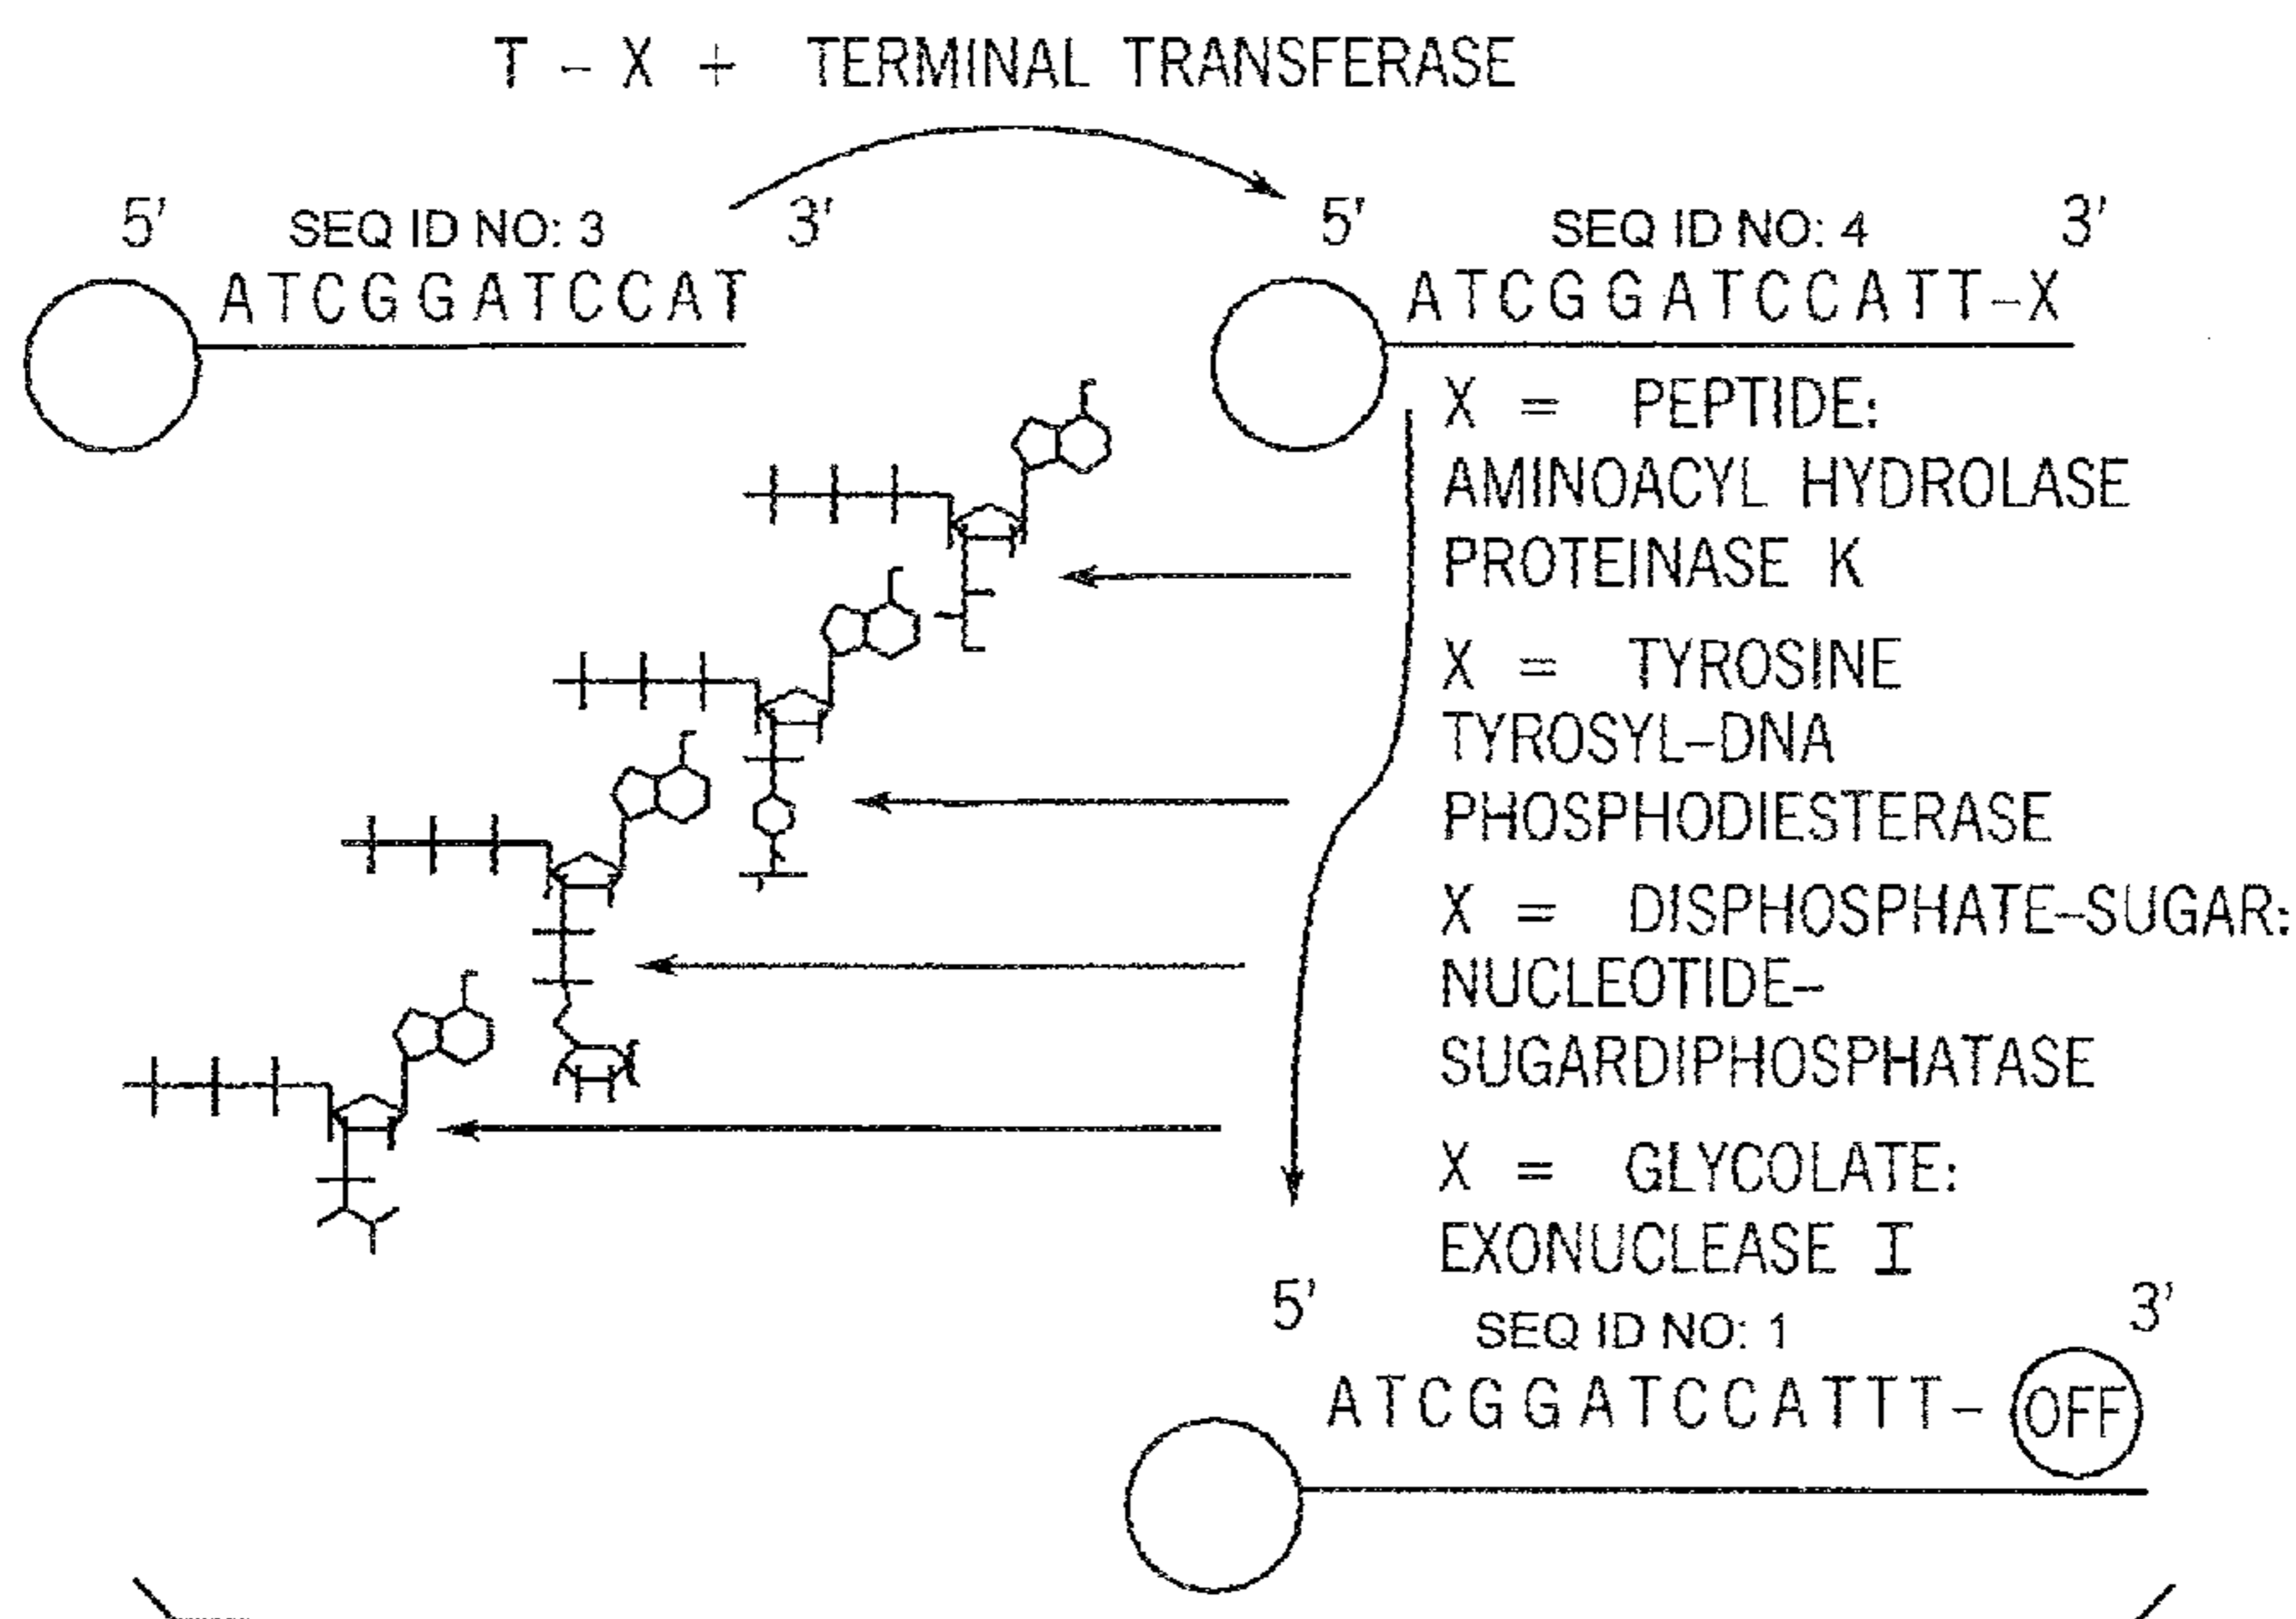 T - X + TERMINAL TRANSFERASE
5' SEQ ID NO: 3 3'
ATCGGATCCAT
5' SEQ ID NO: 4 3'
ATCGGATCCATT-X
X = PEPTIDE:
AMINOACYL HYDROLASE
PROTEINASE K
X = TYROSINE
TYROSYL-DNA
PHOSPHODIESTERASE
X = DISPHOSPHATE-SUGAR:
NUCLEOTIDE-
SUGARDIPHOSPHATASE
X = GLYCOLATE:
EXONUCLEASE I
5' SEQ ID NO: 1 3'
ATCGGATCCATTT- OFF